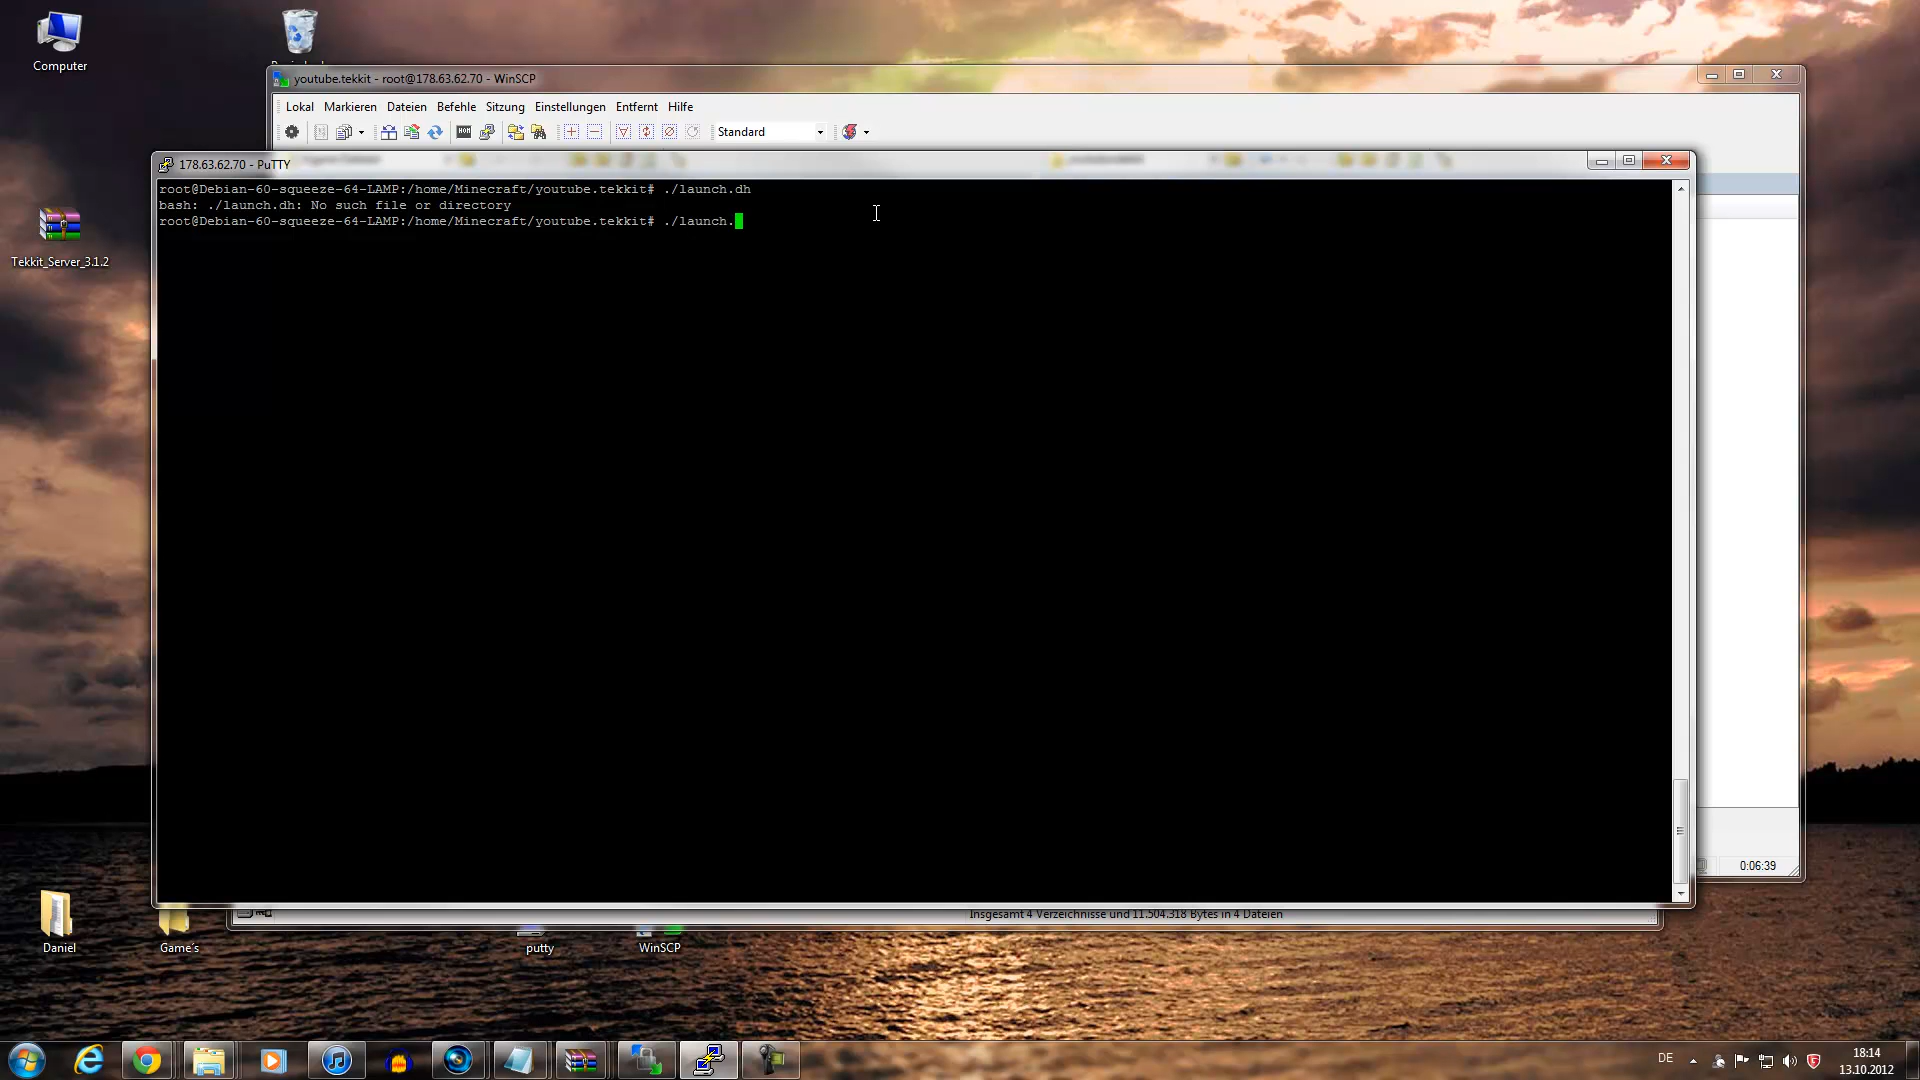 Computer
youtube.tekkit - root@178.63.62.70 - WinSCP
Lokal Markieren Dateien Befehle Sitzung Einstellungen Entfernt Hilfe
Standard
178.63.62.70 - PuTTY
root@Debian-60-squeeze-64-LAMP:/home/Minecraft/youtube.tekkit# ./launch.dh
bash: ./launch.dh: No such file or directory
root@Debian-60-squeeze-64-LAMP:/home/Minecraft/youtube.tekkit# ./launch.
Tekkit_Server_3.1.2
0:06:39
Insgesamt 4 Verzeichnisse und 11.504.318 Bytes in 4 Dateien
Daniel
Game´s
putty
WinSCP
DE
18:14
13.10.2012